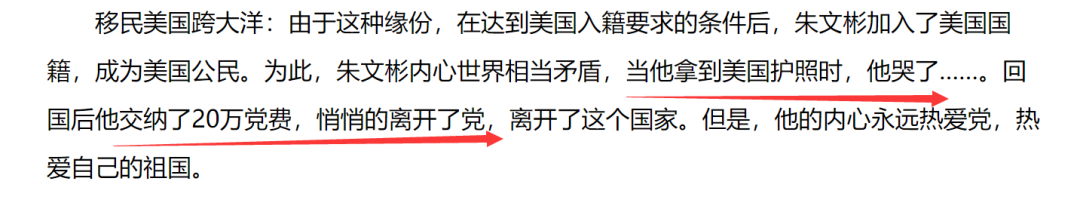 移民美国跨大洋：由于这种缘份，在达到美国入籍要求的条件后，朱文彬加入了美国国
籍，成为美国公民。为此，朱文彬内心世界相当矛盾，当他拿到美国护照时，他哭了……。回
国后他交纳了20万党费，悄悄的离开了党，离开了这个国家。但是，他的内心永远热爱党，热
爱自己的祖国。